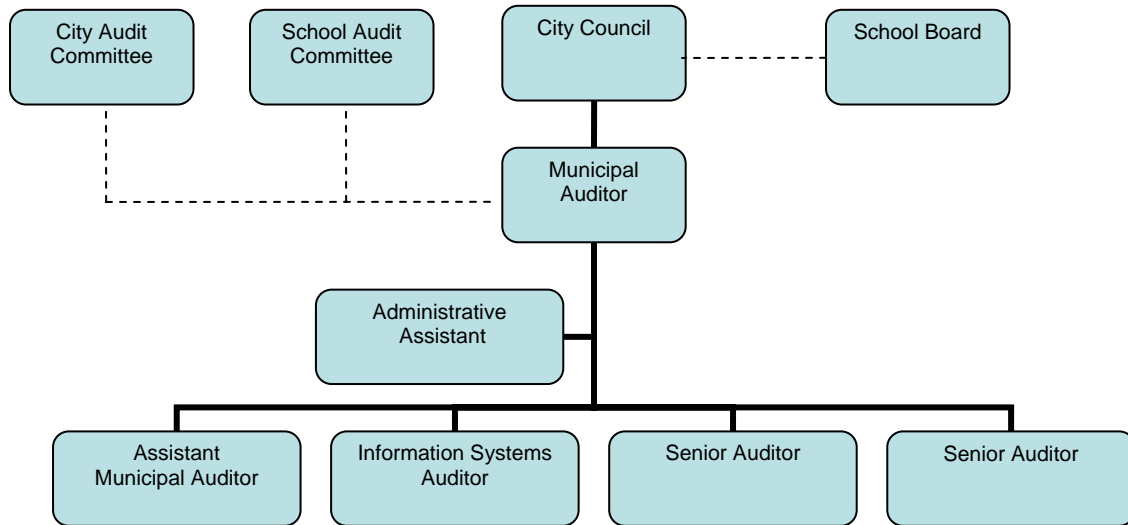 City Audit
Committee
School Audit
Committee
City Council
School Board
Municipal
Auditor
Administrative
Assistant
Assistant
Municipal Auditor
Information Systems
Auditor
Senior Auditor
Senior Auditor